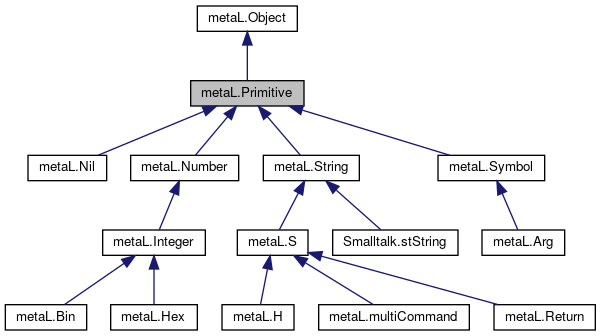 metaL.Object
metaL.Primitive
metaL.Nil
metaL.Number
metaL.String
metaL.Symbol
metaL.Integer
metaL.S
Smalltalk.stString
metaL.Arg
metaL.Bin
metaL.Hex
metaL.H
metaL.multiCommand
metaL.Return